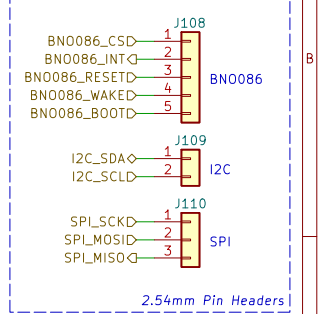 J108
BNO086_CS 1
BNO086_INT 2
BNO086_RESET 3
BNO086_WAKE 4
BNO086_BOOT 5
BNO086
B
J109
I2C_SDA 1
I2C_SCL 2
I2C
J110
SPI_SCK 1
SPI_MOSI 2
SPI_MISO 3
SPI
2.54mm Pin Headers